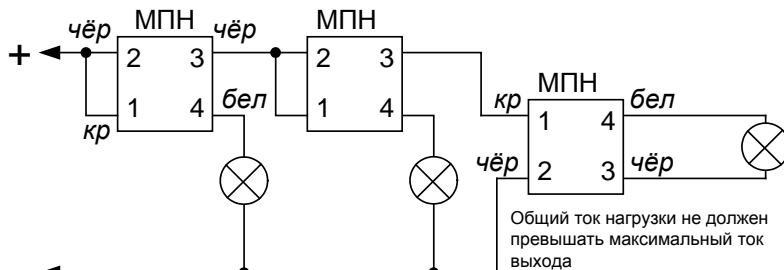 МПН
МПН
чёр
чёр
+
2 3
2 3
1 4
1 4
кр
бел
МПН
кр
бел
1 4
чёр
чёр
2 3
Общий ток нагрузки не должен
превышать максимальный ток
выхода